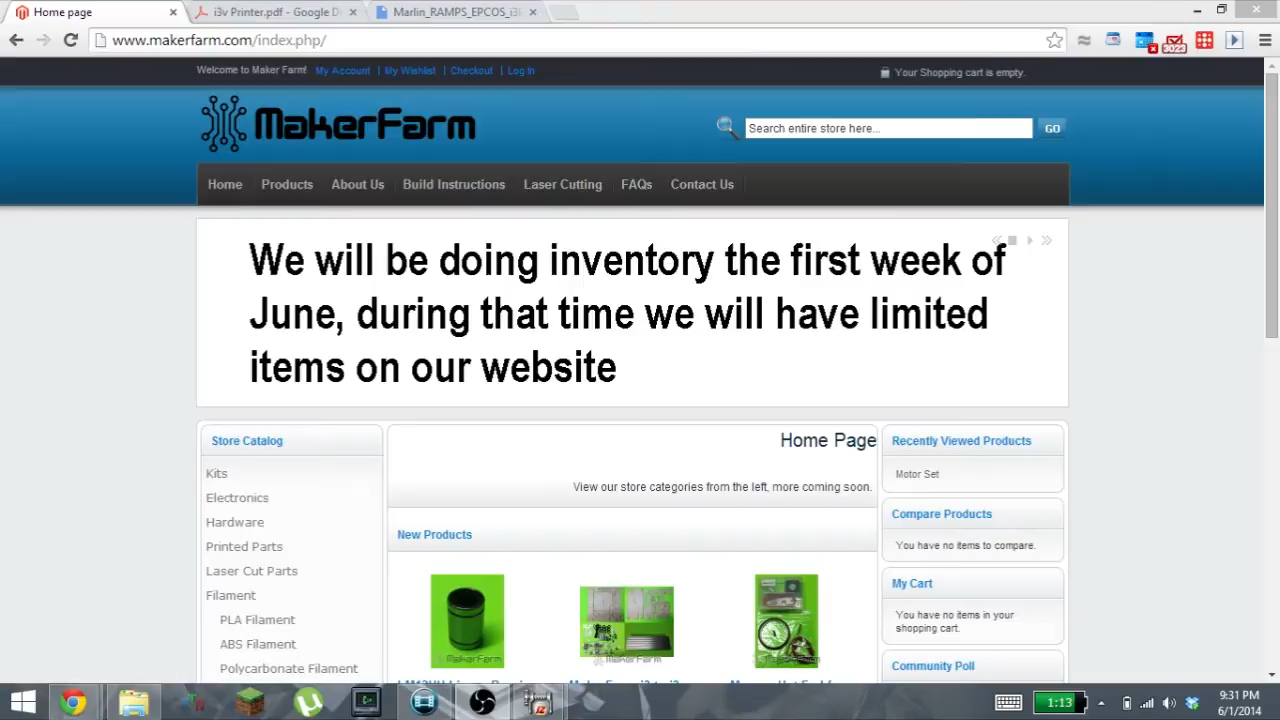 Home page
i3v Printer.pdf - Google D
Marlin_RAMPS_EPCOS_i3
www.makerfarm.com/index.php/
Welcome to Maker Farm! My Account | My Wishlist | Checkout | Log In
Your Shopping cart is empty.
MakerFarm
Search entire store here...
GO
Home Products About Us Build Instructions Laser Cutting FAQs Contact Us
We will be doing inventory the first week of
June, during that time we will have limited
items on our website
Store Catalog
Kits
Electronics
Hardware
Printed Parts
Laser Cut Parts
Filament
PLA Filament
ABS Filament
Polycarbonate Filament
Home Page
View our store categories from the left, more coming soon.
New Products
MakerFarm
MakerFarm
MakerFarm
Recently Viewed Products
Motor Set
Compare Products
You have no items to compare.
My Cart
You have no items in your
shopping cart.
Community Poll
1:13
9:31 PM
6/1/2014